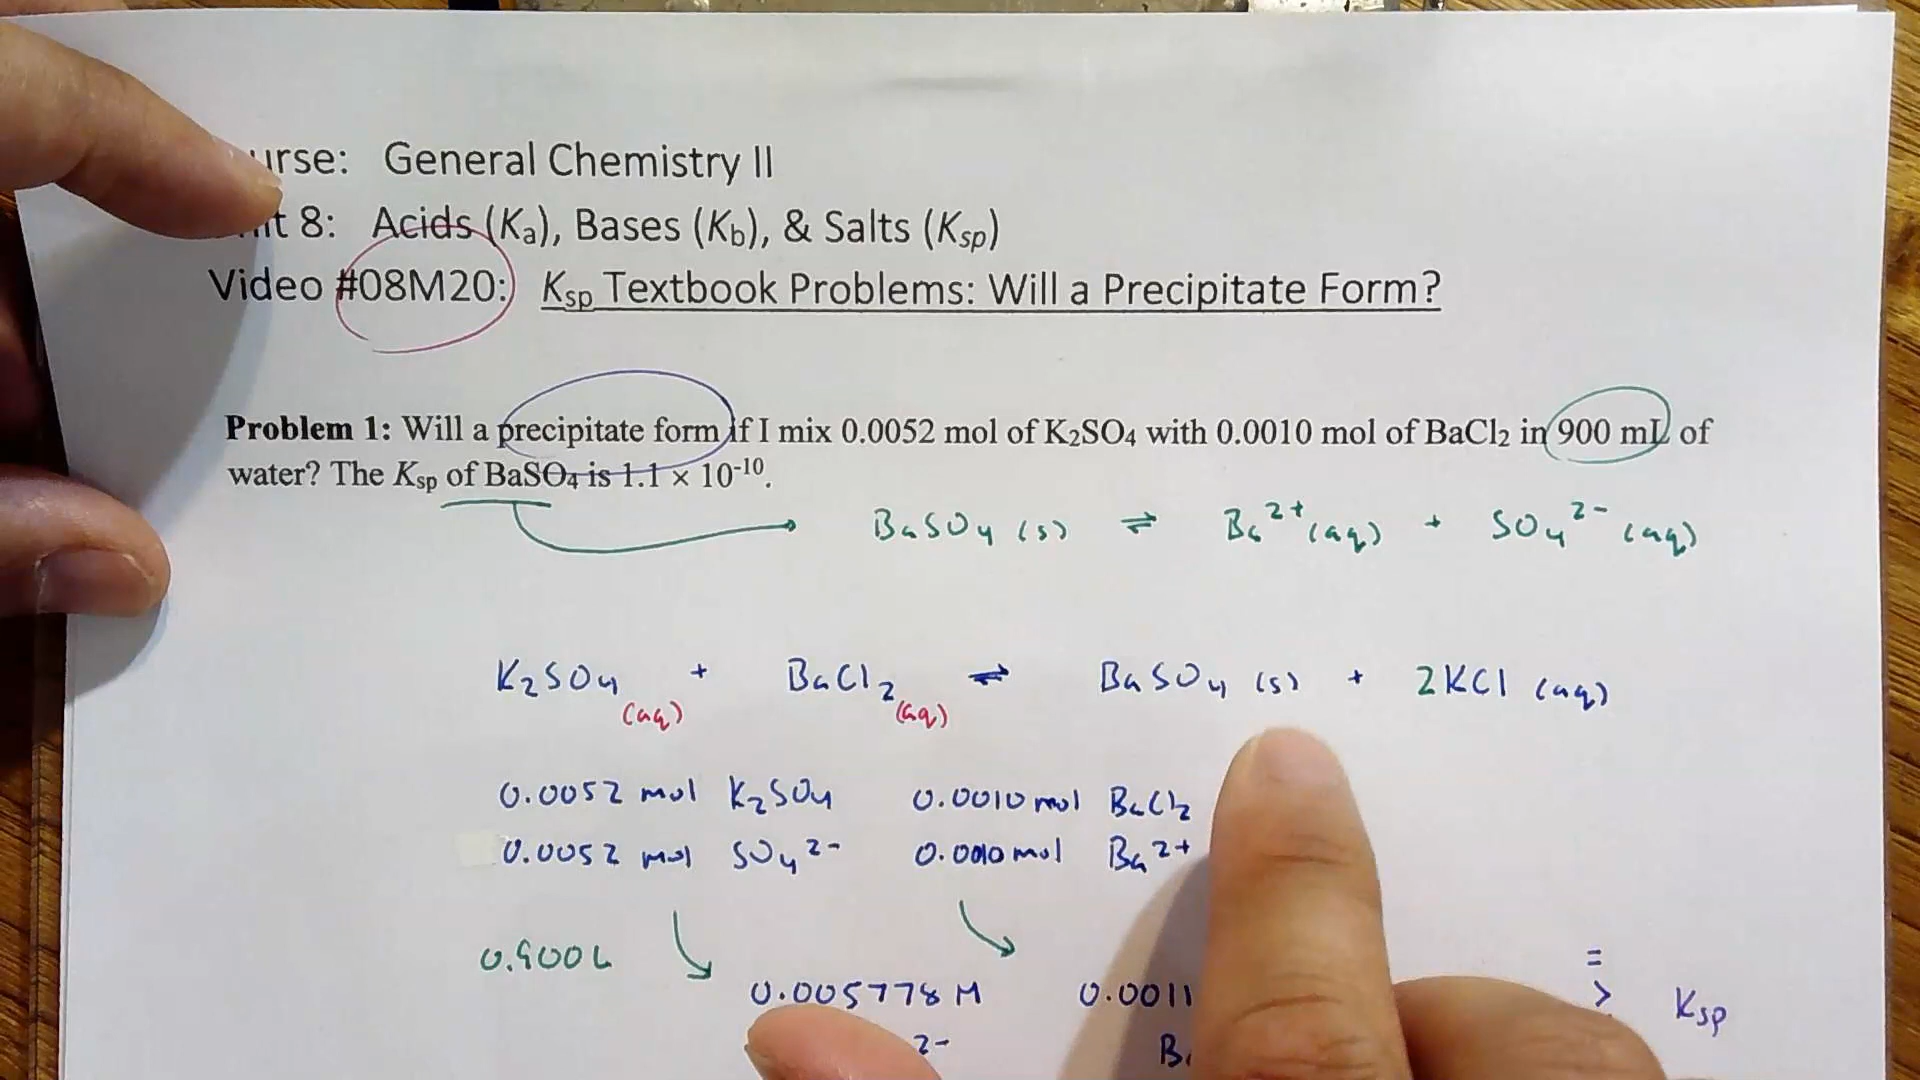 General Chemistry II
8: Acids (Ka), Bases (Kb), & Salts (Ksp)
Video #08M20: Ksp Textbook Problems: Will a Precipitate Form?
Problem 1: Will a precipitate form if I mix 0.0052 mol of K₂SO₄ with 0.0010 mol of BaCl₂ in 900 mL of
water? The Ksp of BaSO₄ is 1.1 × 10⁻¹⁰.
BaSO₄ (s) ⇌ Ba²⁺ (aq) + SO₄²⁻ (aq)
K₂SO₄ (aq) + BaCl₂ (aq) ⇌ BaSO₄ (s) + 2KCl (aq)
0.0052 mol K₂SO₄ 0.0010 mol BaCl₂
0.0052 mol SO₄²⁻ 0.0010 mol Ba²⁺
0.900 L
=
0.005778 M 0.0011 > Ksp
2-